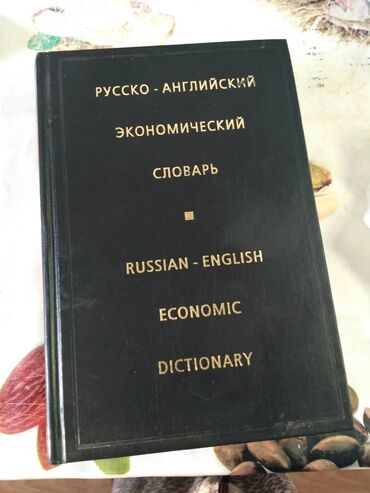 РУССКО - АНГЛИЙСКИЙ
ЭКОНОМИЧЕСКИЙ
СЛОВАРЬ
RUSSIAN - ENGLISH
ECONOMIC
DICTIONARY